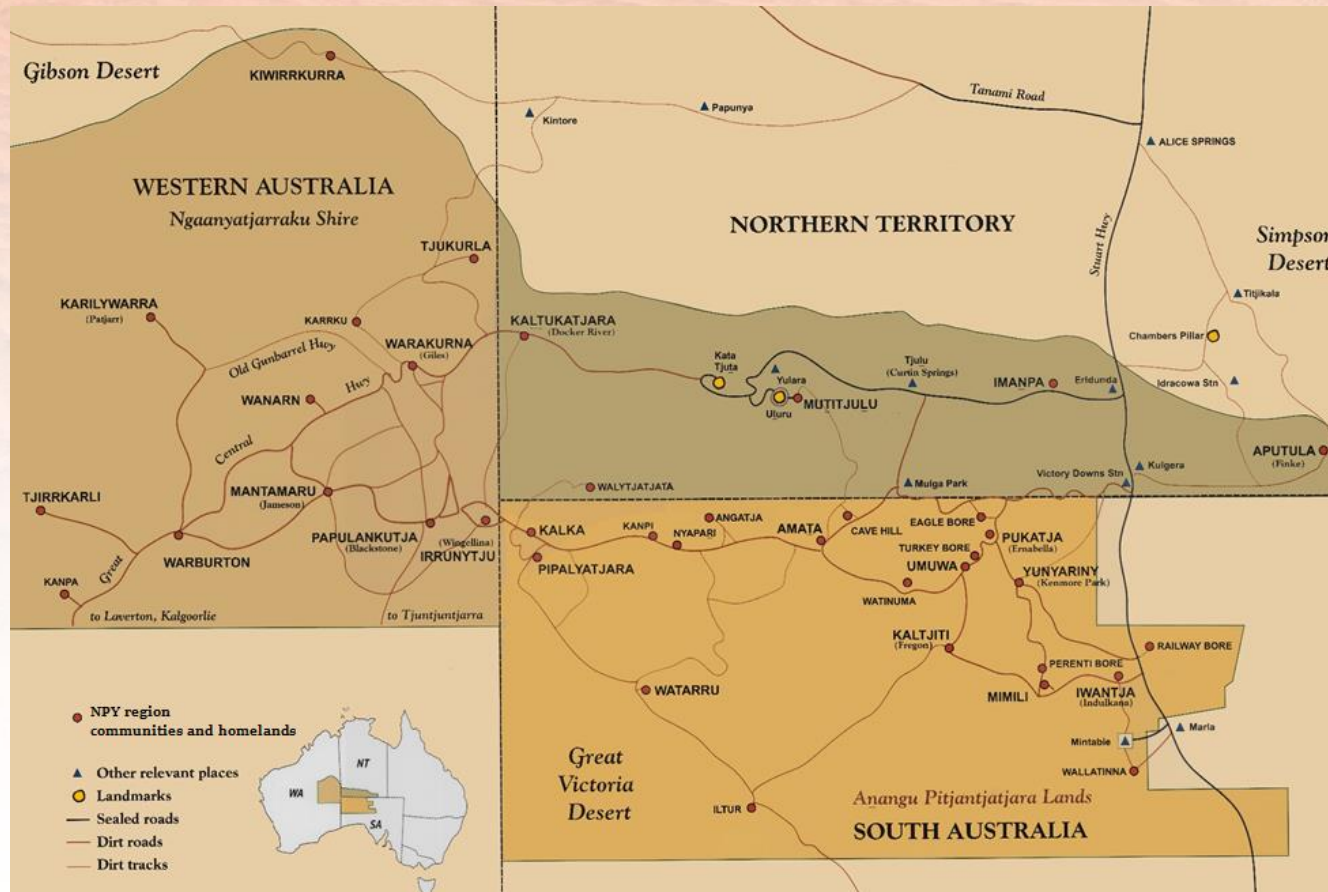 Gibson Desert
KIWIRRKURRA
Tanami Road
Papunya
Kintore
ALICE SPRINGS
WESTERN AUSTRALIA
Ngaanyatjarraku Shire
NORTHERN TERRITORY
Stuart Hwy
Simpson
Desert
TJUKURLA
Titjikala
KARILYWARRA
(Patjarr)
KARRKU
KALTUKATJARA
(Docker River)
Chambers Pillar
Old Gunbarrel Hwy
WARAKURNA
(Giles)
Kata
Tjuta
Yulara
Tjulu
(Curtin Springs)
IMANPA
Erldunda
Idracowa Stn
Hwy
WANARN
Uluru
MUTITJULU
Central
APUTULA
(Finke)
Kulgera
Victory Downs Stn
TJIRRKARLI
MANTAMARU
(Jameson)
WALYTJATJATA
Mulga Park
WARBURTON
PAPULANKUTJA
(Blackstone)
(Wingellina)
IRRUNYTJU
KALKA
KANPI
NYAPARI
ANGATJA
AMATA
CAVE HILL
EAGLE BORE
PUKATJA
(Ernabella)
PIPALYATJARA
TURKEY BORE
UMUWA
YUNYARINY
(Kenmore Park)
KANPA
Great
WATINUMA
to Laverton, Kalgoorlie
to Tjuntjuntjarra
KALTJITI
(Fregon)
RAILWAY BORE
PERENTI BORE
WATARRU
MIMILI
IWANTJA
(Indulkana)
NPY region
communities and homelands
Marla
Mintable
Great
Victoria
Desert
WALLATINNA
Other relevant places
NT
WA
SA
Landmarks
ILTUR
Anangu Pitjantjatjara Lands
SOUTH AUSTRALIA
Sealed roads
Dirt roads
Dirt tracks